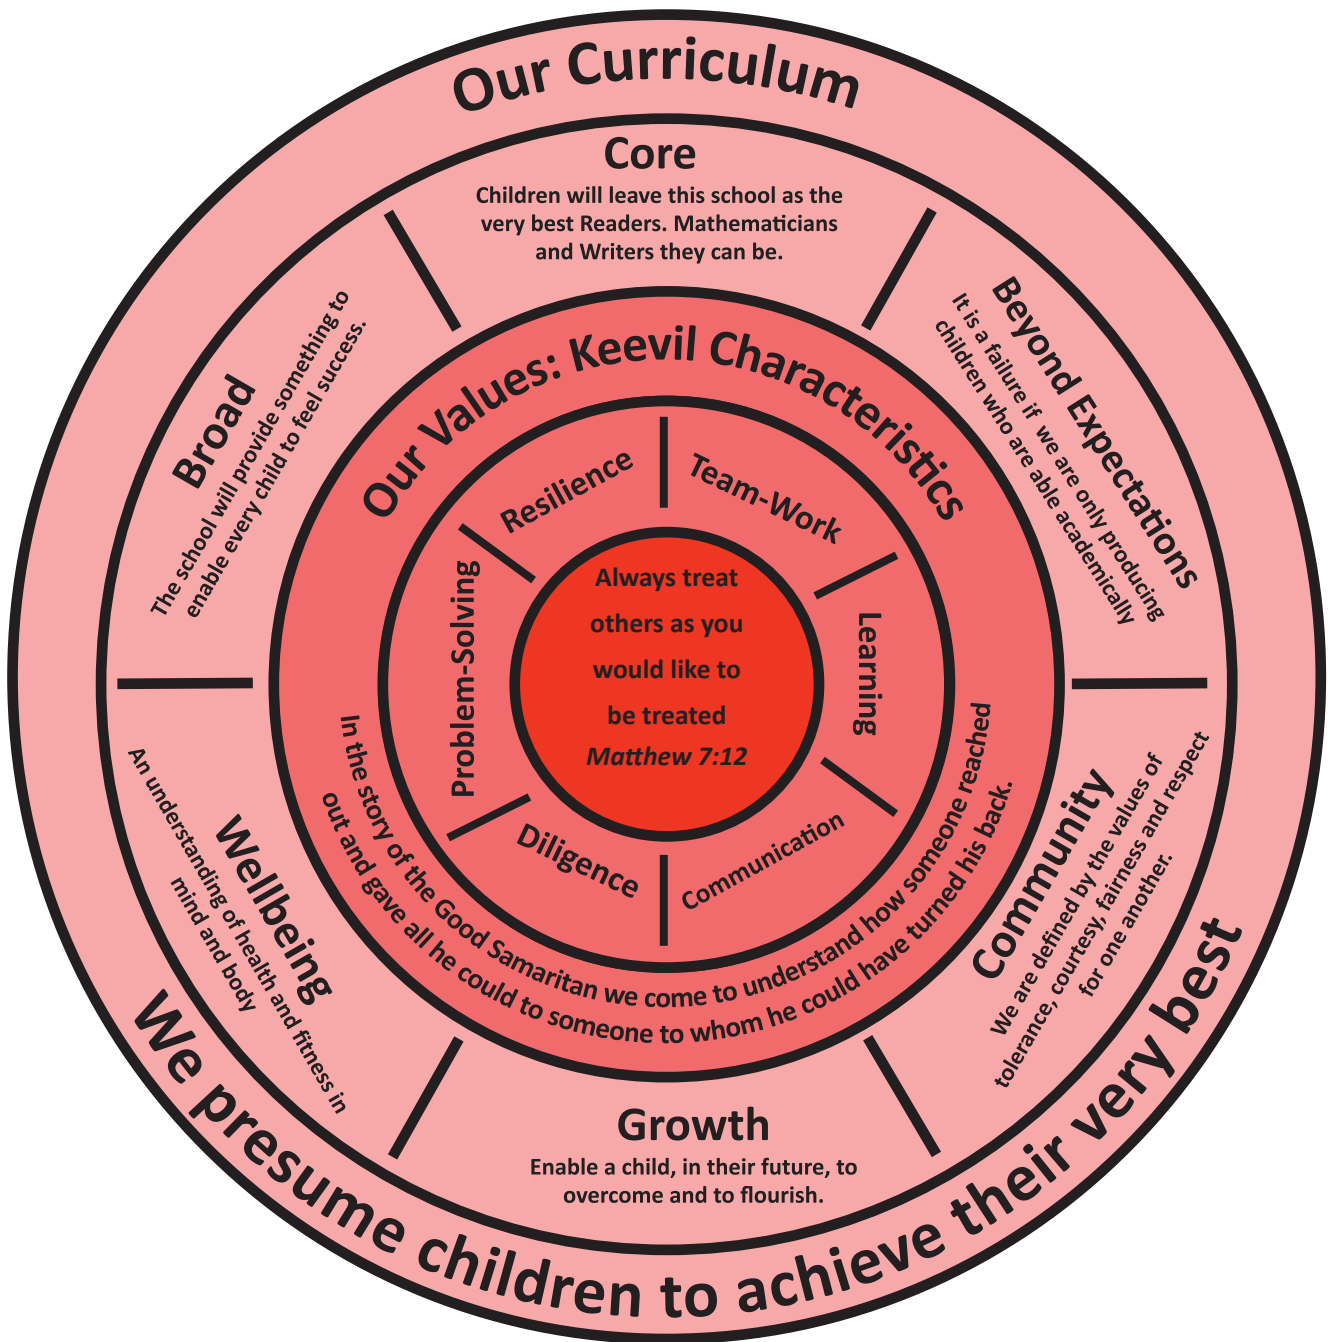 Our Curriculum
Core
Children will leave this school as the
very best Readers. Mathematicians
and Writers they can be.
Beyond Expectations
It is a failure if we are only producing
children who are able academically
Community
We are defined by the values of
tolerance, courtesy, fairness and respect
for one another.
Growth
Enable a child, in their future, to
overcome and to flourish.
Wellbeing
An understanding of health and fitness in
mind and body
Broad
The school will provide something to
enable every child to feel success.
We presume children to achieve their very best
Our Values: Keevil Characteristics
Team-Work
Learning
Communication
Diligence
Problem-Solving
Resilience
In the story of the Good Samaritan we come to understand how someone reached
out and gave all he could to someone to whom he could have turned his back.
Always treat
others as you
would like to
be treated
Matthew 7:12